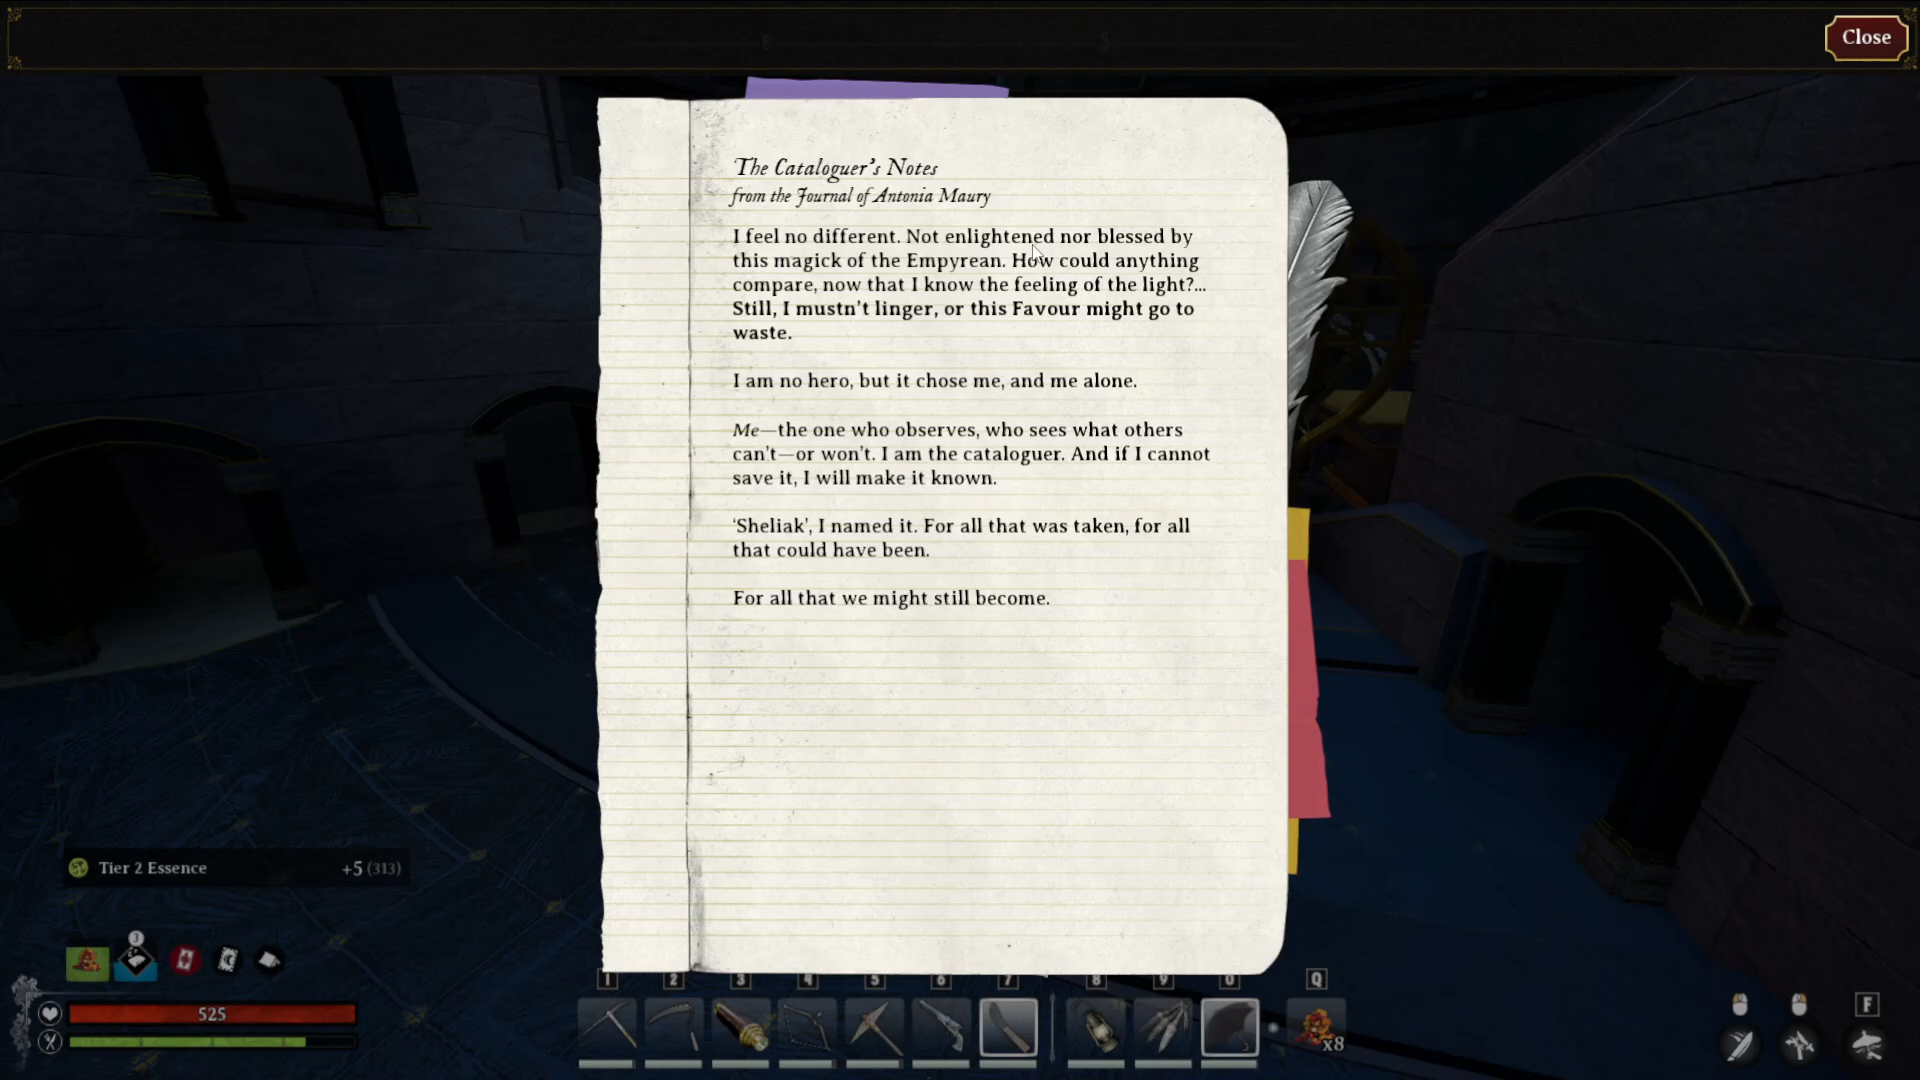 Close
The Cataloguer's Notes
from the Journal of Antonia Maury
I feel no different. Not enlightened nor blessed by
this magick of the Empyrean. How could anything
compare, now that I know the feeling of the light?...
Still, I mustn't linger, or this Favour might go to
waste.
I am no hero, but it chose me, and me alone.
Me—the one who observes, who sees what others
can't—or won't. I am the cataloguer. And if I cannot
save it, I will make it known.
'Sheliak', I named it. For all that was taken, for all
that could have been.
For all that we might still become.
Tier 2 Essence +5 (313)
3
525
1 2 3 4 5 6 7 8 9 0 Q
x8
F